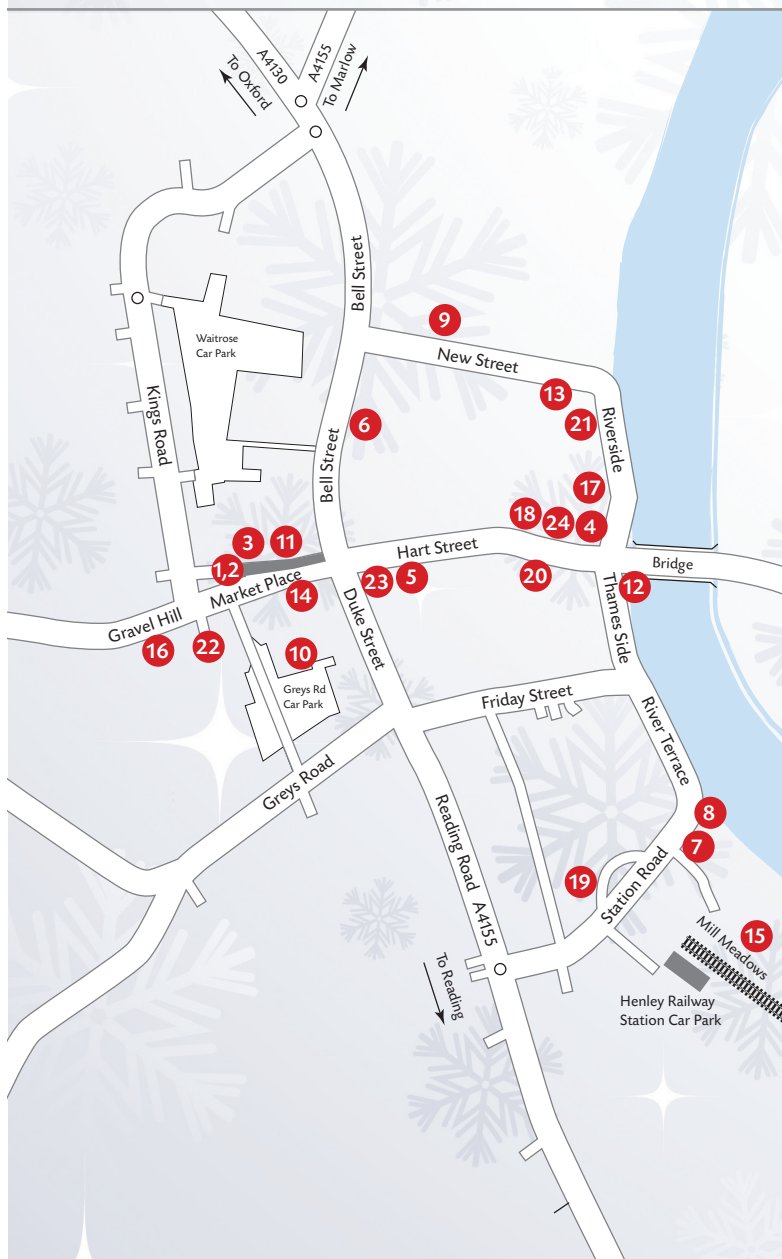 To Oxford
A4130
A4155
To Marlow
Bell Street
9
New Street
Waitrose
Car Park
Kings Road
13
6
21
Riverside
Bell Street
17
18
24
4
3
11
Hart Street
1,2
Market Place
Bridge
23
5
20
12
14
Duke Street
Thames Side
Gravel Hill
16
22
10
Greys Rd
Car Park
Friday Street
River Terrace
Greys Road
8
7
Reading Road A4155
19
Station Road
15
Mill Meadows
To Reading
Henley Railway
Station Car Park